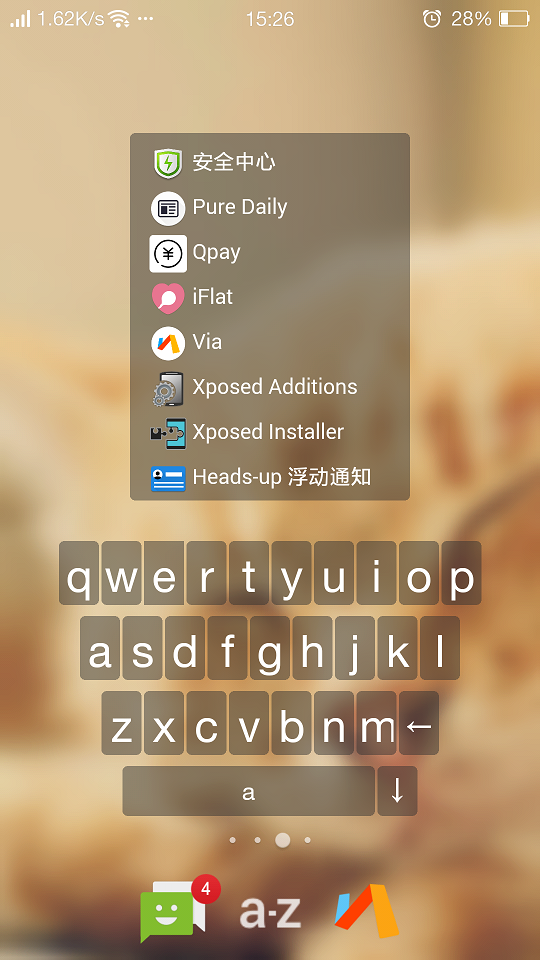 1.62K/s ••• 15:26 28%
安全中心
Pure Daily
Qpay
iFlat
Via
Xposed Additions
Xposed Installer
Heads-up 浮动通知
q w e r t y u i o p
a s d f g h j k l
z x c v b n m ←
a ↓
4
a-z